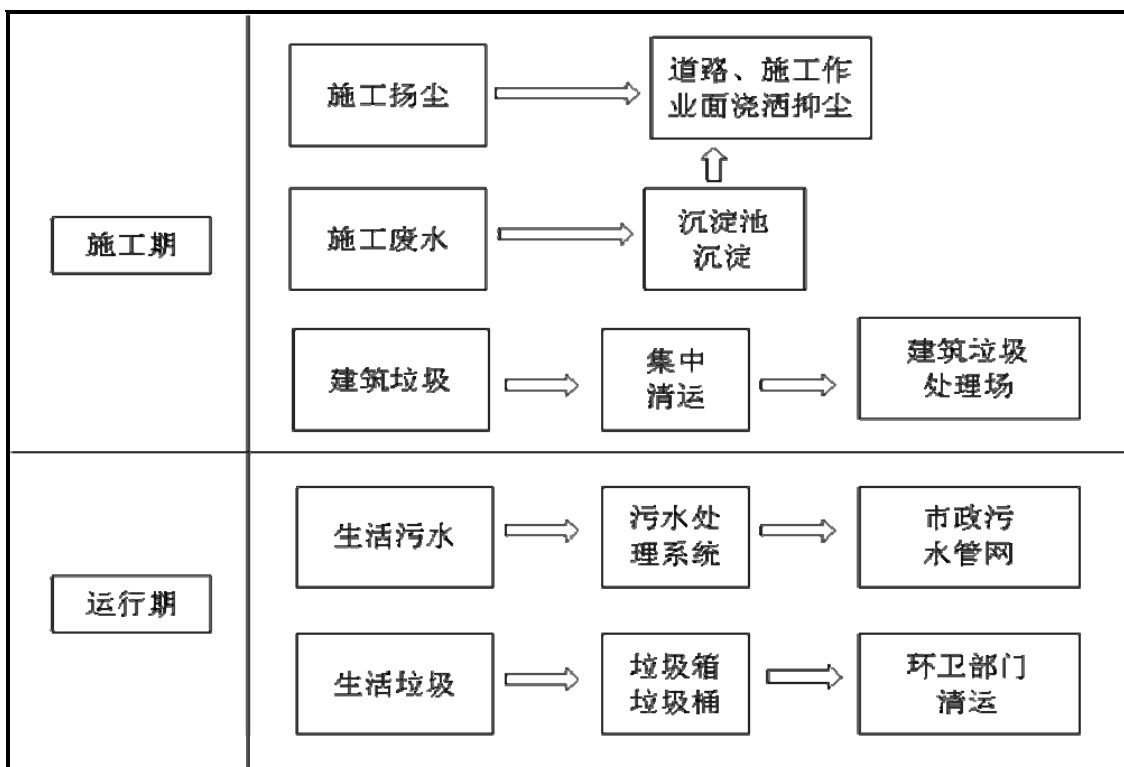 施工期
施工扬尘
道路、施工作
业面浇洒抑尘
施工废水
沉淀池
沉淀
建筑垃圾
集中
清运
建筑垃圾
处理场
运行期
生活污水
污水处
理系统
市政污
水管网
生活垃圾
垃圾箱
垃圾桶
环卫部门
清运